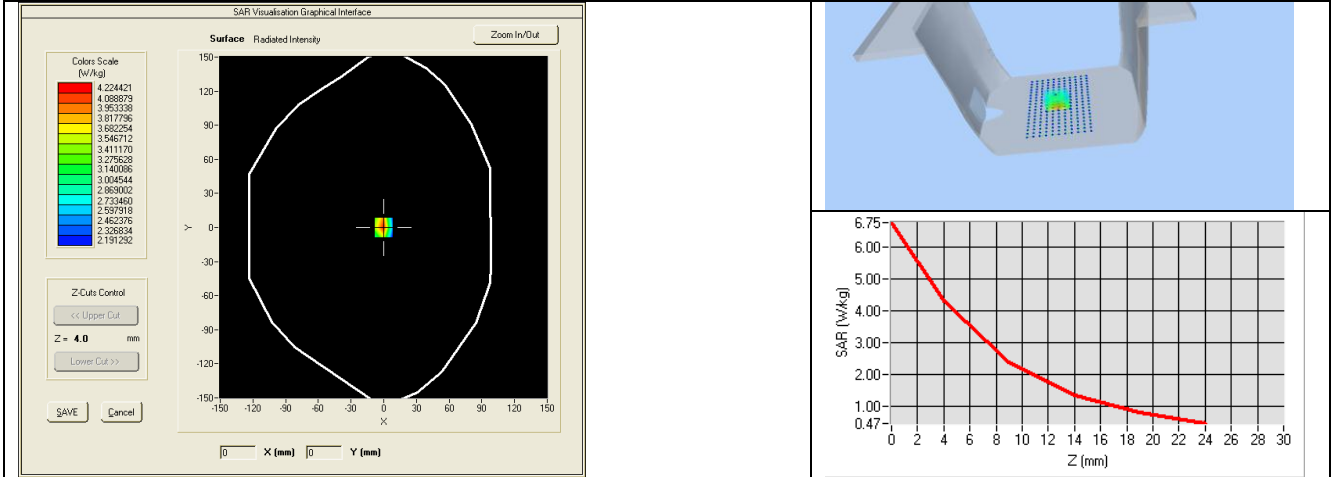 SAR Visualisation Graphical Interface
Surface Radiated Intensity
Zoom In/Out
Colors Scale
(W/kg)
4.224421
4.088879
3.953338
3.817796
3.682254
3.546712
3.411170
3.275628
3.140086
3.004544
2.869002
2.733460
2.597918
2.462376
2.326834
2.191292
Z-Cuts Control
<< Upper Cut
Z = 4.0 mm
Lower Cut >>
SAVE Cancel
150
120
90
60
30
0
-30
-60
-90
-120
-150
Y
-150 -120 -90 -60 -30 0 30 60 90 120 150
X
0 X (mm) 0 Y (mm)
6.75
6.00
5.00
4.00
3.00
2.00
1.00
0.47
SAR (W/kg)
0 2 4 6 8 10 12 14 16 18 20 22 24 26 28 30
Z (mm)